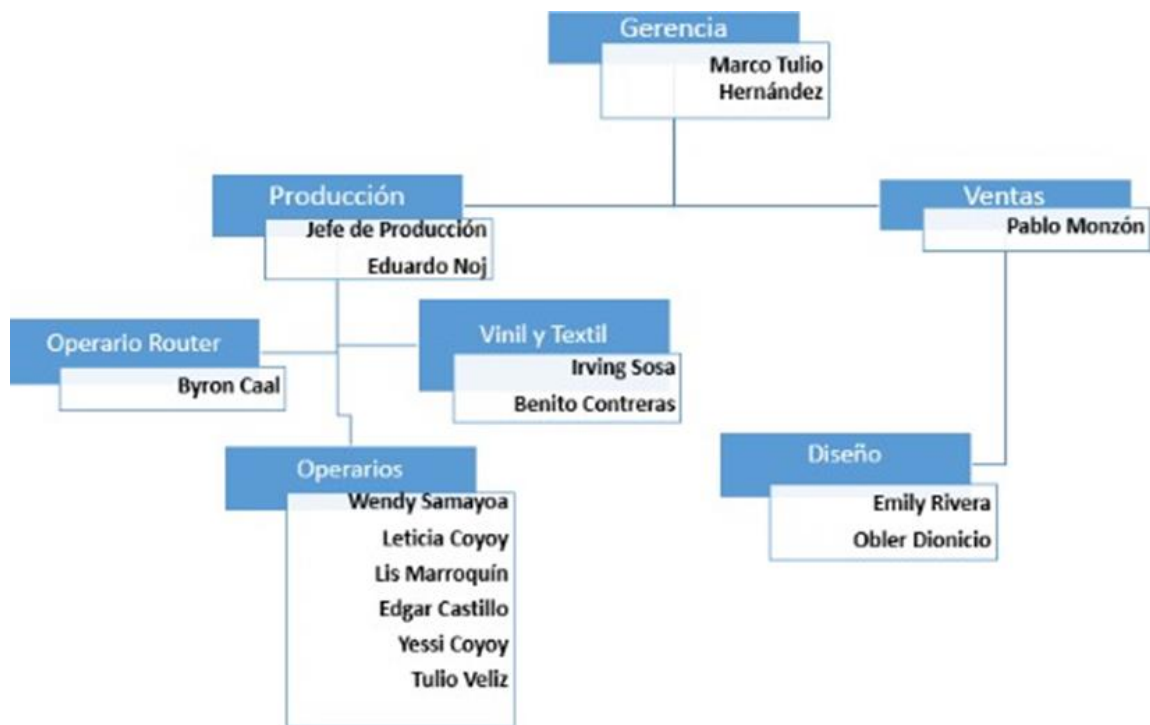 Gerencia
Marco Tulio
Hernández
Producción
Jefe de Producción
Eduardo Noj
Ventas
Pablo Monzón
Operario Router
Byron Caal
Vinil y Textil
Irving Sosa
Benito Contreras
Operarios
Wendy Samayoa
Leticia Coyoy
Lis Marroquín
Edgar Castillo
Yessi Coyoy
Tulio Veliz
Diseño
Emily Rivera
Obler Dionicio